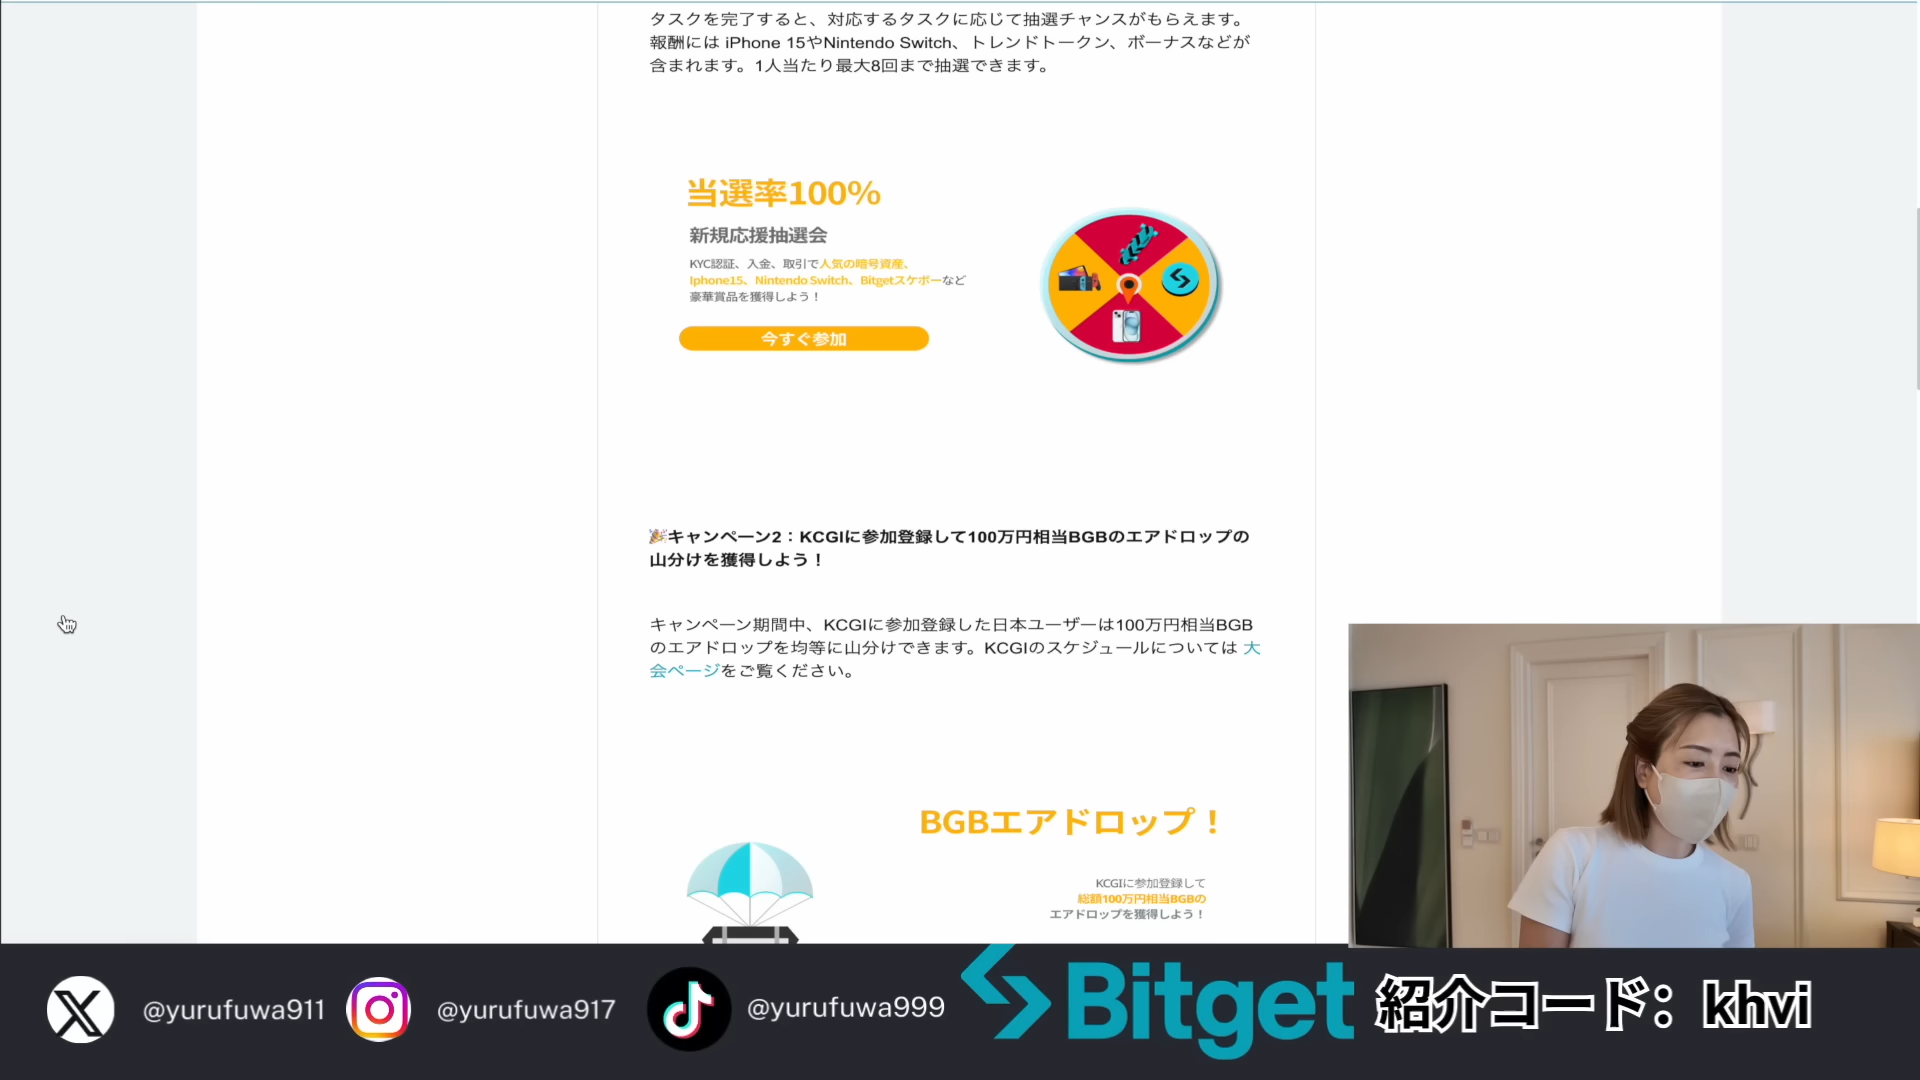 タスクを完了すると、対応するタスクに応じて抽選チャンスがもらえます。
報酬には iPhone 15やNintendo Switch、トレンドトークン、ボーナスなどが
含まれます。1人当たり最大8回まで抽選できます。
当選率100%
新規応援抽選会
KYC認証、入金、取引で人気の暗号資産、
Iphone15、Nintendo Switch、Bitgetスケボーなど
豪華賞品を獲得しよう！
今すぐ参加
🎉キャンペーン2：KCGIに参加登録して100万円相当BGBのエアドロップの
山分けを獲得しよう！
キャンペーン期間中、KCGIに参加登録した日本ユーザーは100万円相当BGB
のエアドロップを均等に山分けできます。KCGIのスケジュールについては 大
会ページをご覧ください。
BGBエアドロップ！
KCGIに参加登録して
総額100万円相当BGBの
エアドロップを獲得しよう！
@yurufuwa911
@yurufuwa917
@yurufuwa999
Bitget
紹介コード：khvi